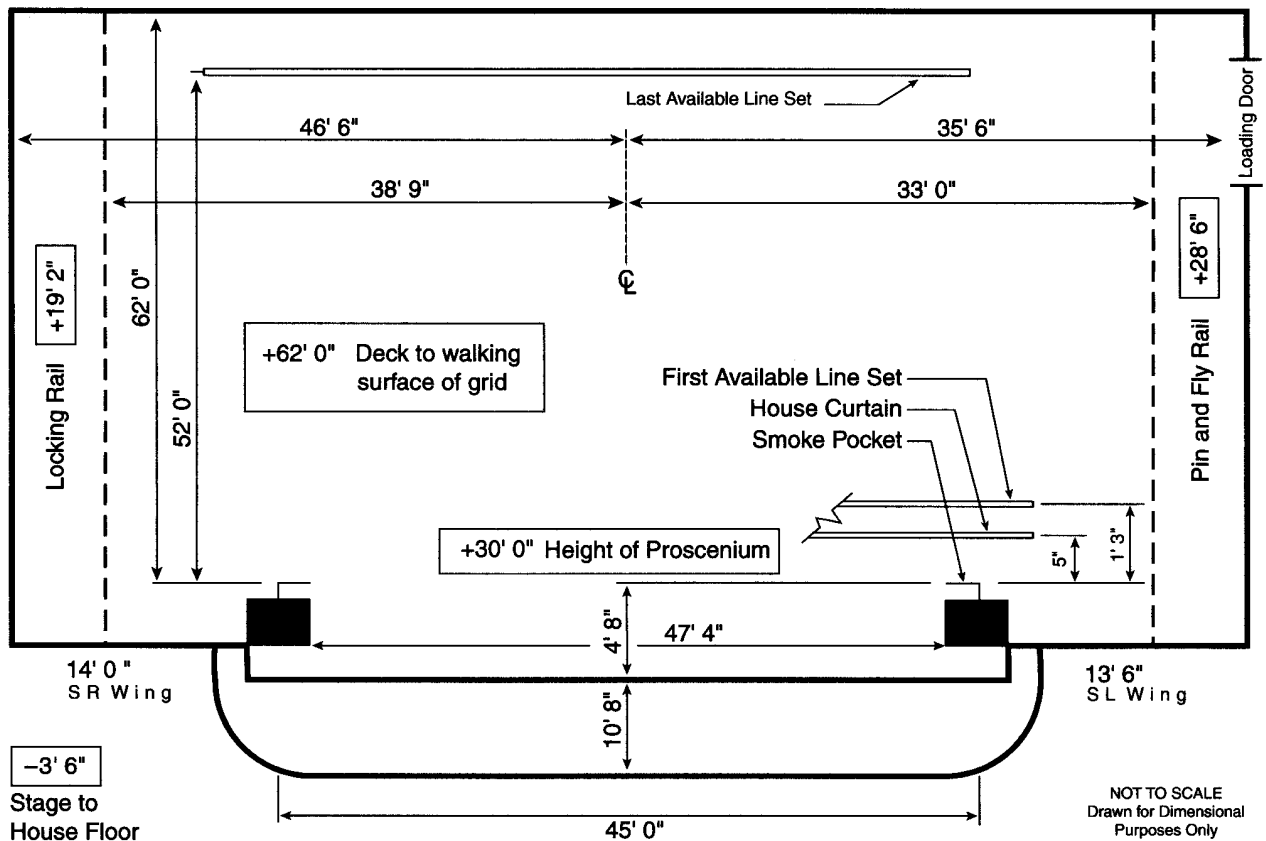 Last Available Line Set
Loading Door
46' 6"
35' 6"
38' 9"
33' 0"
+19' 2"
Locking Rail
62' 0"
52' 0"
℄
+28' 6"
Pin and Fly Rail
+62' 0" Deck to walking
surface of grid
First Available Line Set
House Curtain
Smoke Pocket
+30' 0" Height of Proscenium
5"
1' 3"
4' 8"
47' 4"
14' 0 "
SR Wing
13' 6"
SL Wing
10' 8"
–3' 6"
Stage to
House Floor
45' 0"
NOT TO SCALE
Drawn for Dimensional
Purposes Only